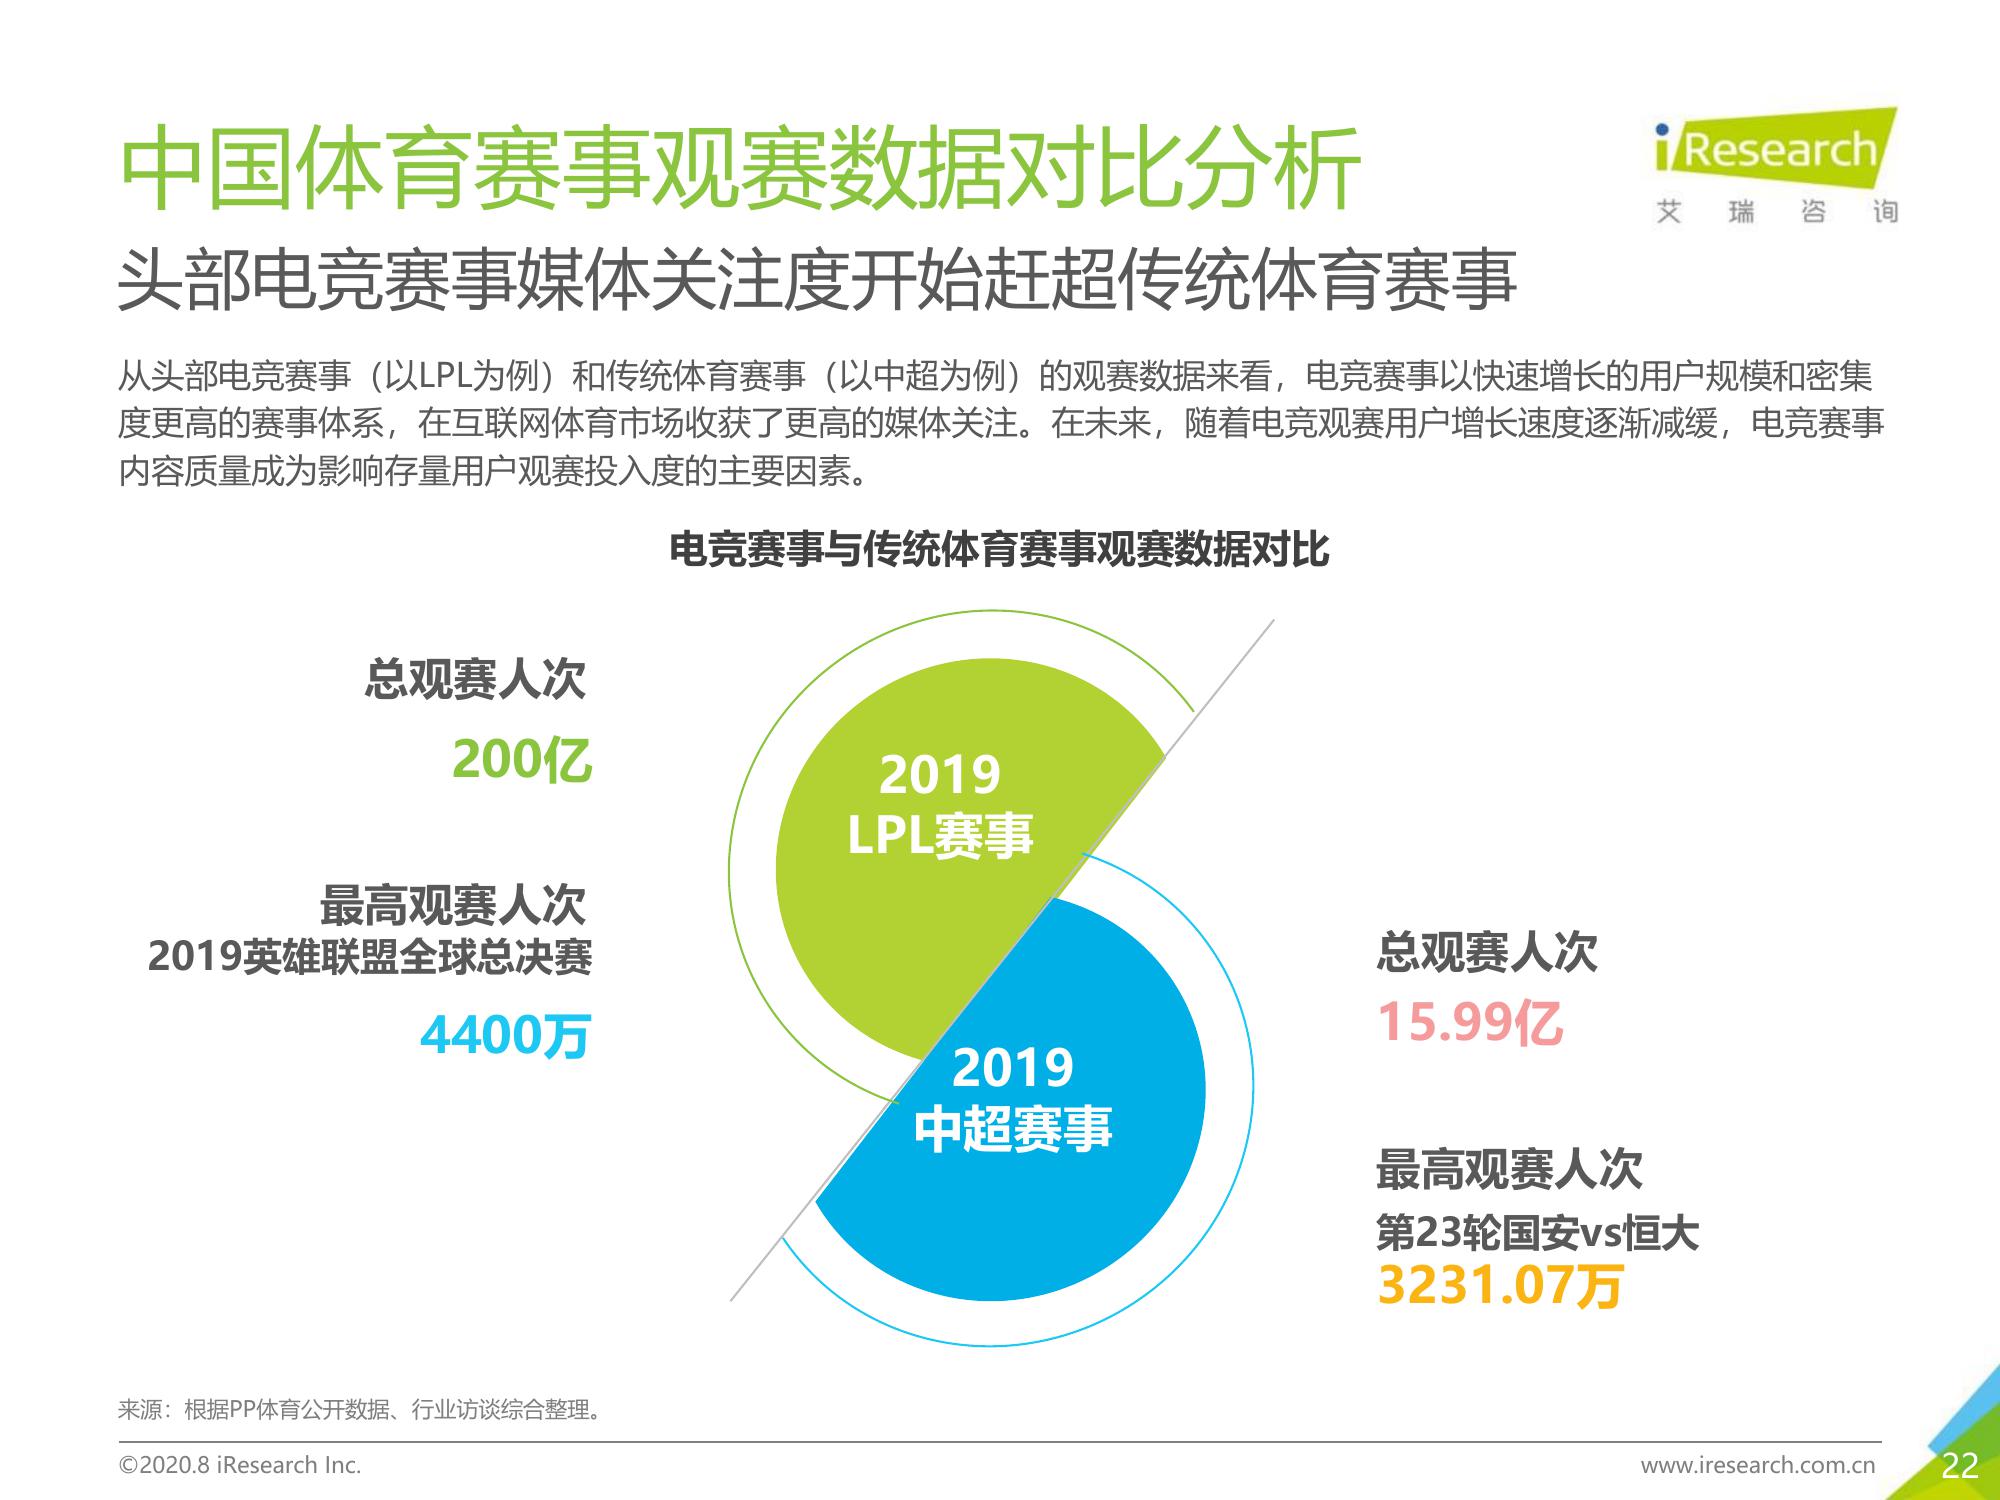 中国体育赛事观赛数据对比分析
iResearch
艾瑞咨询
头部电竞赛事媒体关注度开始赶超传统体育赛事
从头部电竞赛事（以LPL为例）和传统体育赛事（以中超为例）的观赛数据来看，电竞赛事以快速增长的用户规模和密集
度更高的赛事体系，在互联网体育市场收获了更高的媒体关注。在未来，随着电竞观赛用户增长速度逐渐减缓，电竞赛事
内容质量成为影响存量用户观赛投入度的主要因素。
电竞赛事与传统体育赛事观赛数据对比
总观赛人次
200亿
最高观赛人次
2019英雄联盟全球总决赛
4400万
2019
LPL赛事
2019
中超赛事
总观赛人次
15.99亿
最高观赛人次
第23轮国安vs恒大
3231.07万
来源：根据PP体育公开数据、行业访谈综合整理。
©2020.8 iResearch Inc.
www.iresearch.com.cn
22